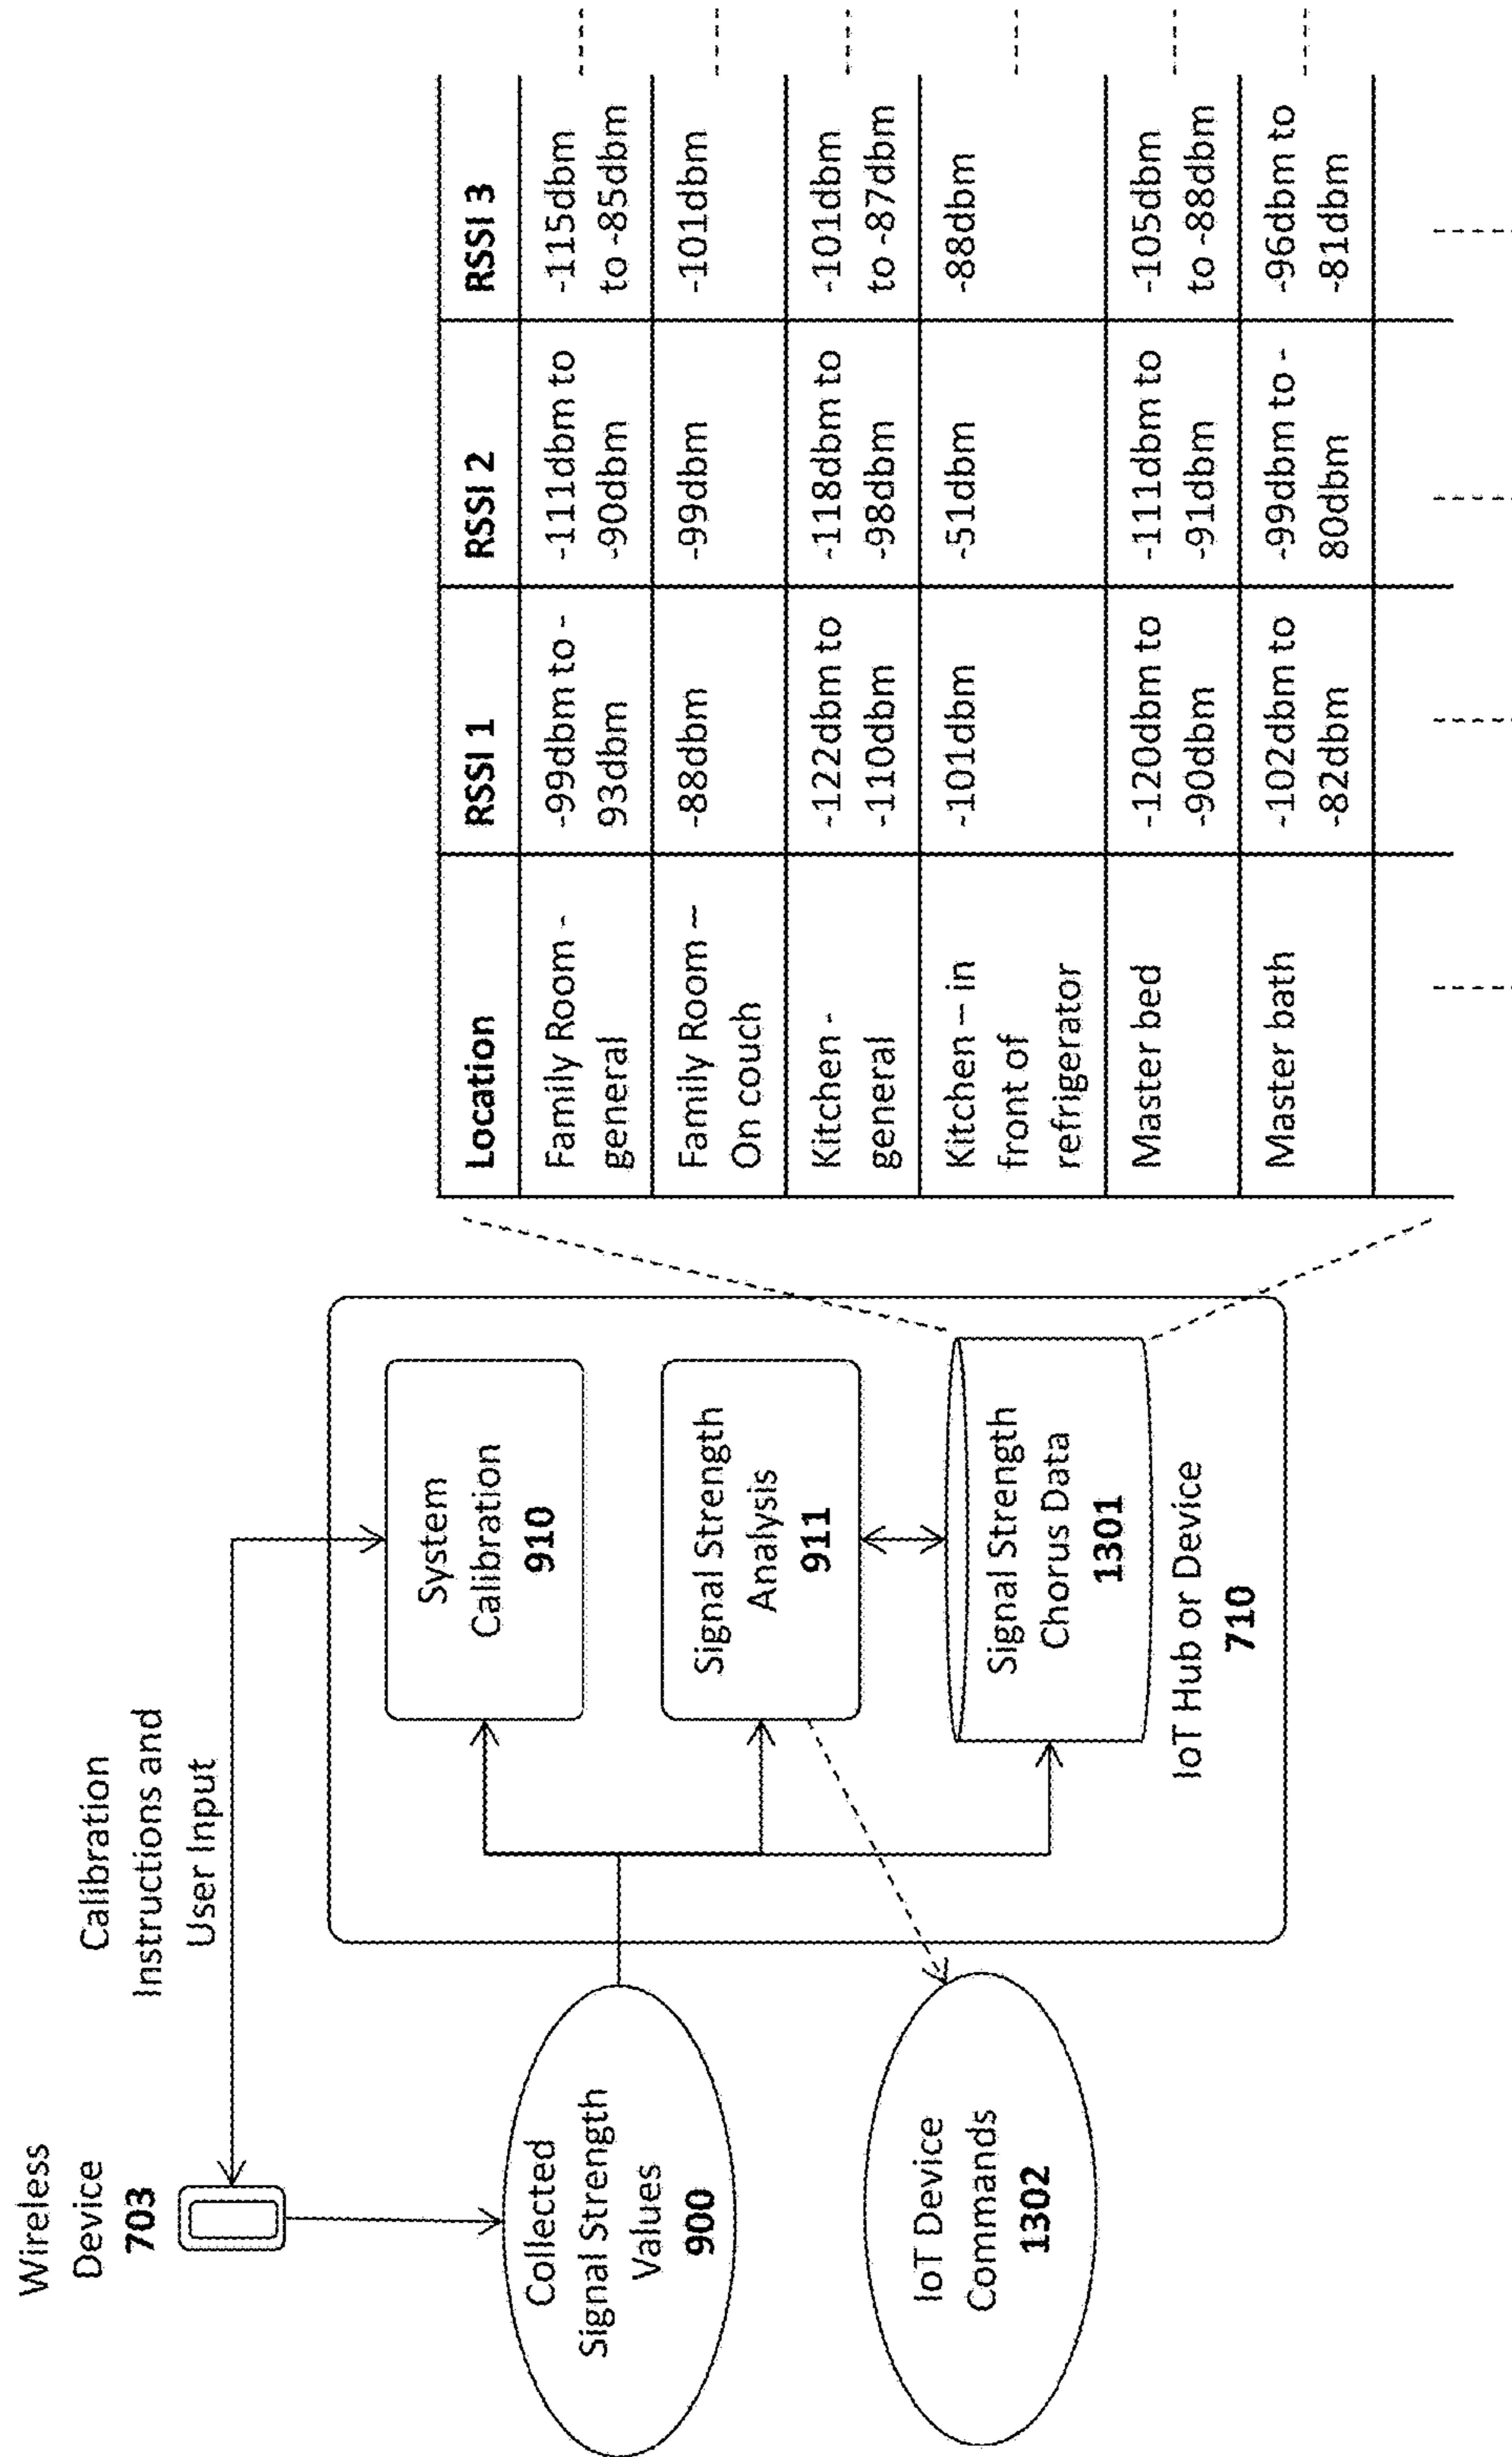 Wireless
Device
703
Calibration
Instructions and
User Input
Collected
Signal Strength
Values
900
IoT Device
Commands
1302
System
Calibration
910
Signal Strength
Analysis
911
Signal Strength
Chorus Data
1301
IoT Hub or Device
710
Location RSSI 1 RSSI 2 RSSI 3
Family Room - -99dbm to - -111dbm to -115dbm
general 93dbm -90dbm to -85dbm
Family Room – -88dbm -99dbm -101dbm
On couch
Kitchen - -122dbm to -118dbm to -101dbm
general -110dbm -98dbm to -87dbm
Kitchen – in -101dbm -51dbm -88dbm
front of
refrigerator
Master bed -120dbm to -111dbm to -105dbm
-90dbm -91dbm to -88dbm
Master bath -102dbm to -99dbm to - -96dbm to
-82dbm 80dbm -81dbm